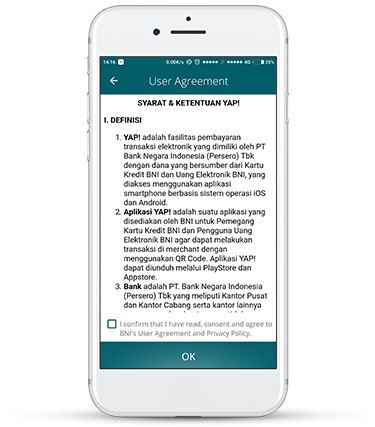 14:16 0.00K/s 4G 28%
User Agreement
SYARAT & KETENTUAN YAP!
I. DEFINISI
1. YAP! adalah fasilitas pembayaran
transaksi elektronik yang dimiliki oleh PT
Bank Negara Indonesia (Persero) Tbk
dengan dana yang bersumber dari Kartu
Kredit BNI dan Uang Elektronik BNI, yang
diakses menggunakan aplikasi
smartphone berbasis sistem operasi iOS
dan Android.
2. Aplikasi YAP! adalah suatu aplikasi yang
disediakan oleh BNI untuk Pemegang
Kartu Kredit BNI dan Pengguna Uang
Elektronik BNI agar dapat melakukan
transaksi di merchant dengan
menggunakan QR Code. Aplikasi YAP!
dapat diunduh melalui PlayStore dan
Appstore.
3. Bank adalah PT. Bank Negara Indonesia
(Persero) Tbk yang meliputi Kantor Pusat
dan Kantor Cabang serta kantor lainnya
I confirm that I have read, consent and agree to
BNI's User Agreement and Privacy Policy.
OK